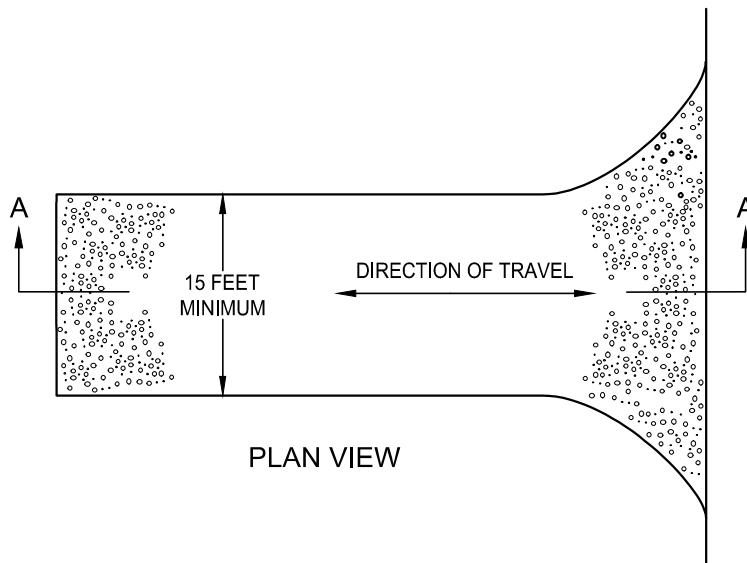 A
A
15 FEET
MINIMUM
DIRECTION OF TRAVEL
PLAN VIEW